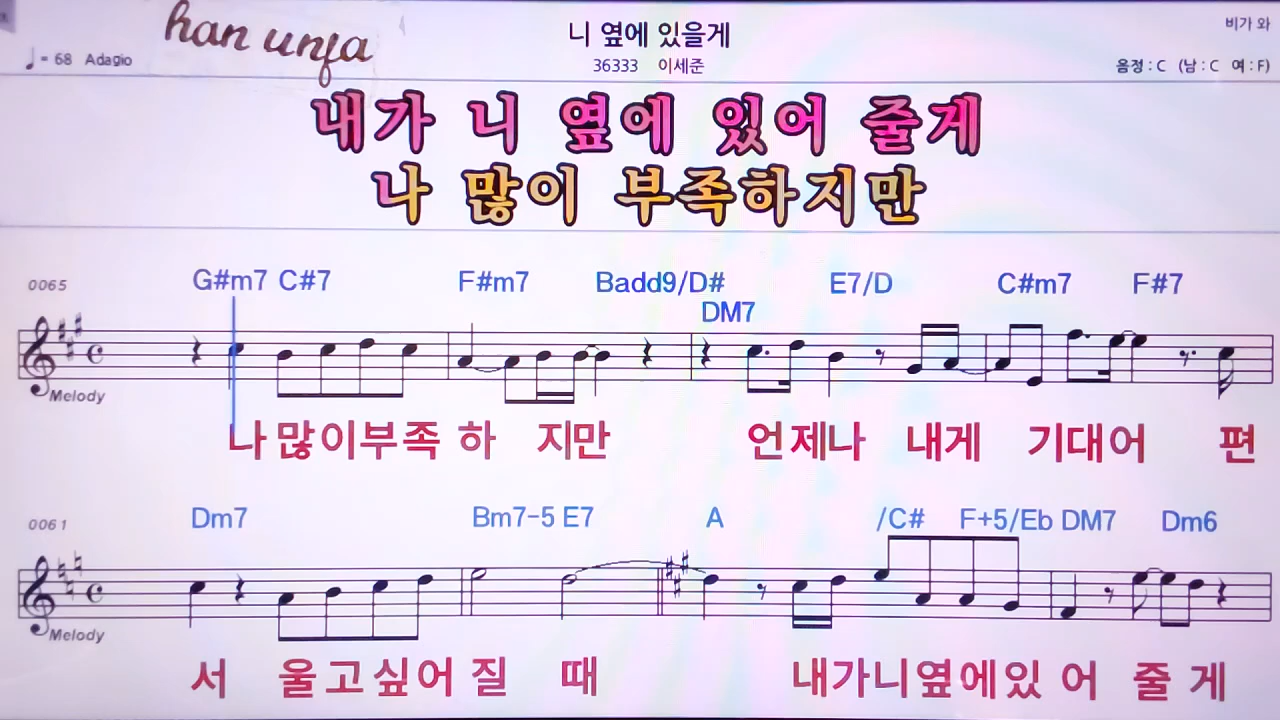 han unja
니 옆에 있을게
비가 와
♩= 68 Adagio
36333 이세준
음정 : C (남 : C 여 : F)
내가 니 옆에 있어 줄게
나 많이 부족하지만
0065 G#m7 C#7 F#m7 Badd9/D# DM7 E7/D C#m7 F#7
Melody
나 많이부족 하 지만 언제나 내게 기대어 편
0061 Dm7 Bm7-5 E7 A /C# F+5/Eb DM7 Dm6
Melody
서 울고싶어 질 때 내가니옆에있 어 줄 게